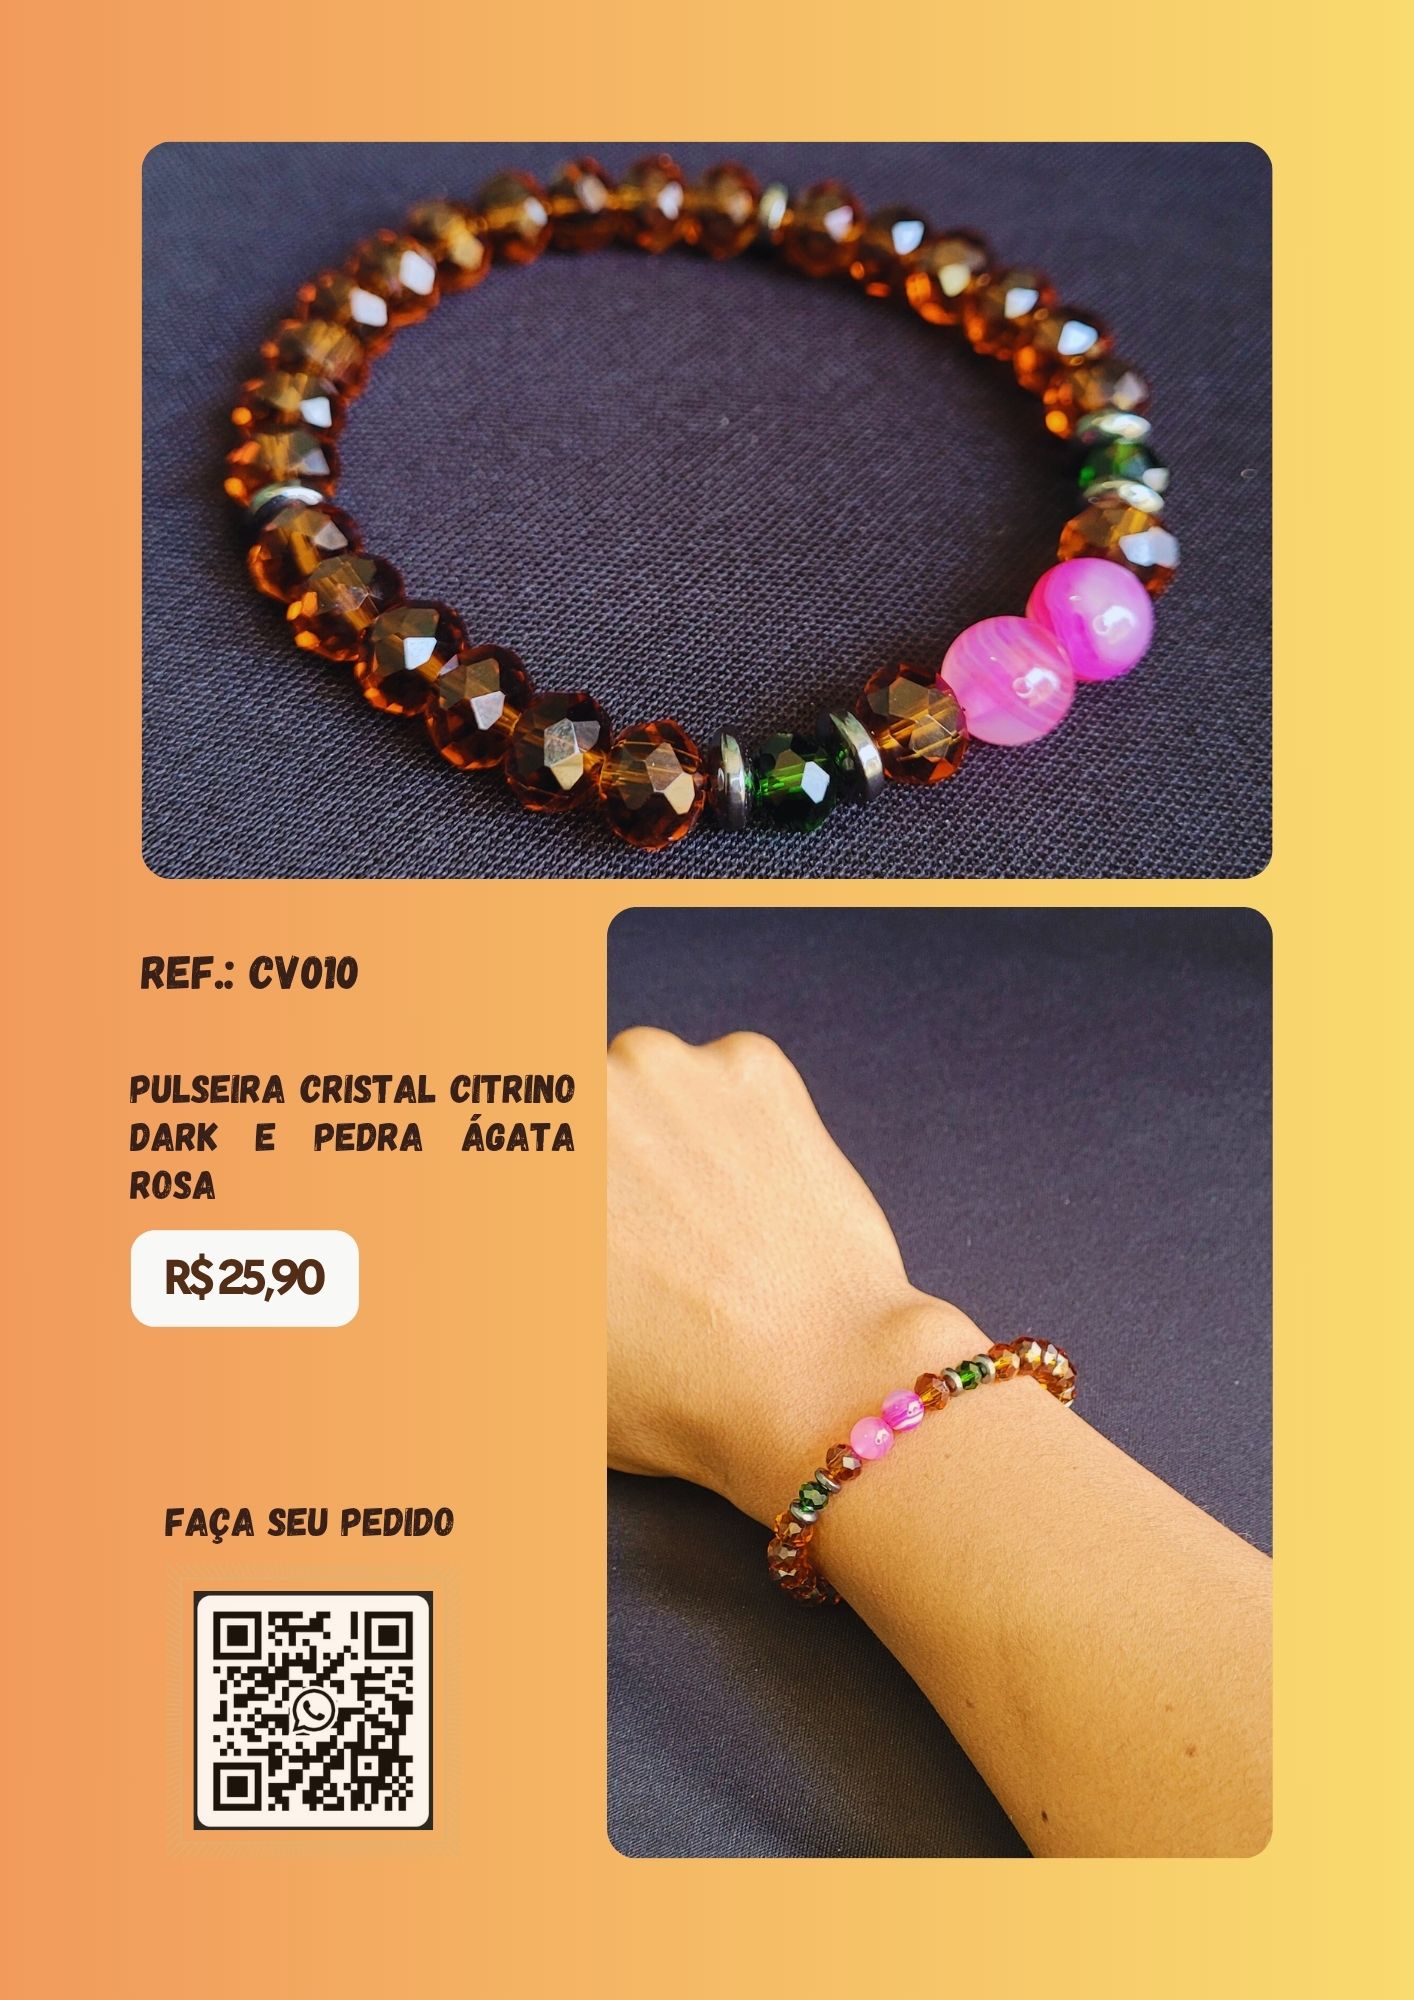 REF.: CV010
PULSEIRA CRISTAL CITRINO
DARK E PEDRA ÁGATA
ROSA
R$ 25,90
FAÇA SEU PEDIDO